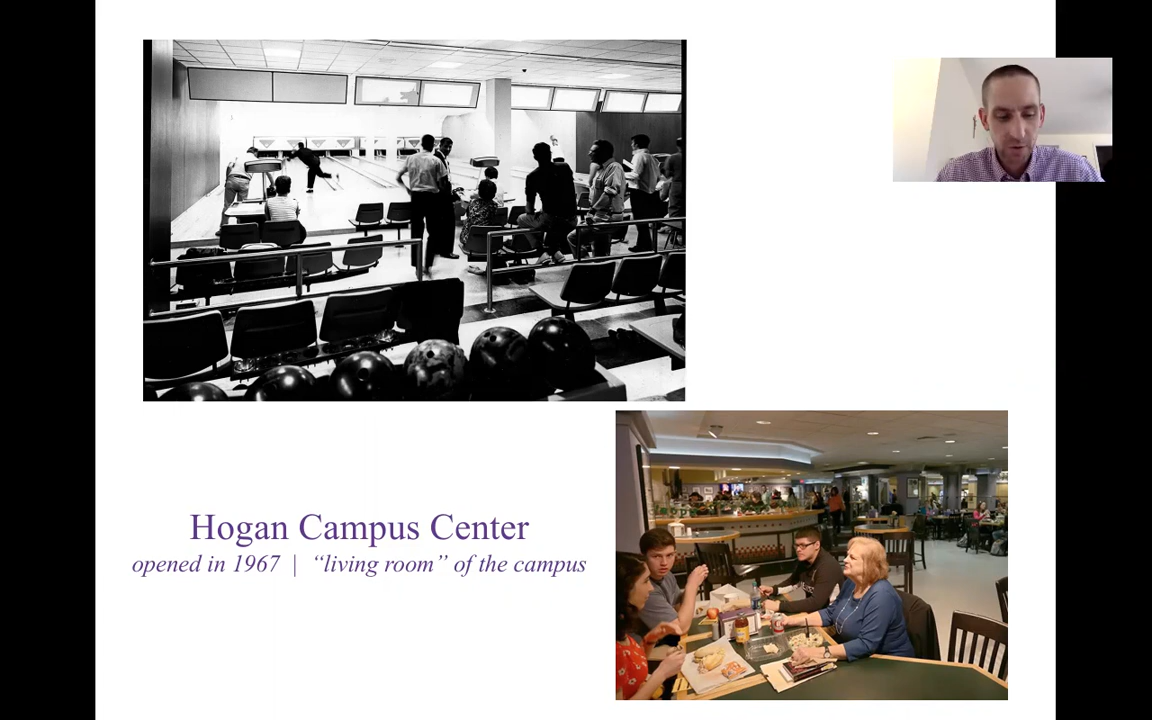 Hogan Campus Center
opened in 1967 | “living room” of the campus